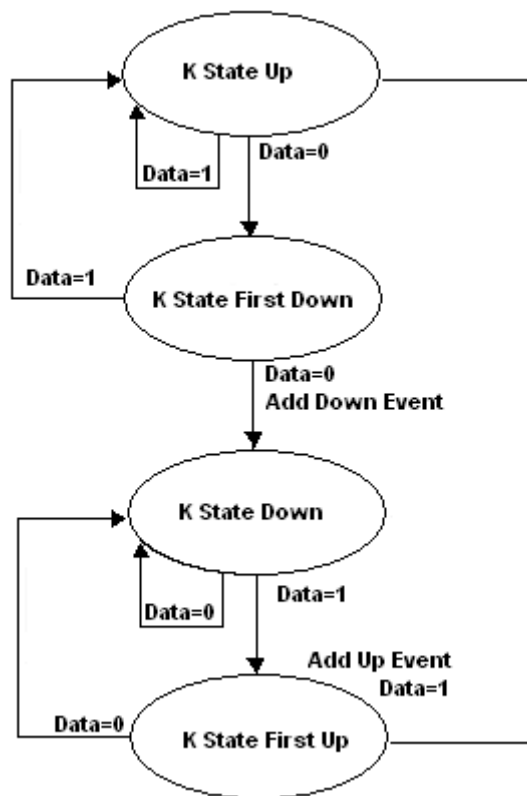 K State Up
Data=0
Data=1
Data=1
K State First Down
Data=0
Add Down Event
K State Down
Data=1
Data=0
Add Up Event
Data=1
Data=0
K State First Up